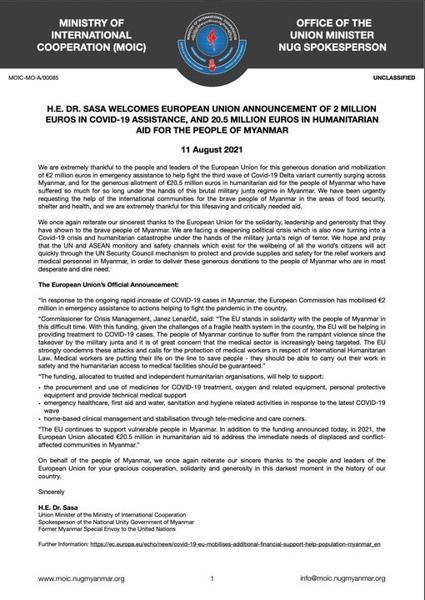 MINISTRY OF
INTERNATIONAL
COOPERATION (MOIC)
OFFICE OF THE
UNION MINISTER
NUG SPOKESPERSON
MOIC-MO-A/00085
UNCLASSIFIED
H.E. DR. SASA WELCOMES EUROPEAN UNION ANNOUNCEMENT OF 2 MILLION
EUROS IN COVID-19 ASSISTANCE, AND 20.5 MILLION EUROS IN HUMANITARIAN
AID FOR THE PEOPLE OF MYANMAR
11 August 2021
We are extremely thankful to the people and leaders of the European Union for this generous donation and mobilization
of €2 million euros in emergency assistance to help fight the third wave of Covid-19 Delta variant currently surging across
Myanmar, and for the generous allotment of €20.5 million euros in humanitarian aid for the people of Myanmar who have
suffered so much for so long under the hands of this brutal military junta regime in Myanmar. We have been urgently
requesting the help of the international communities for the brave people of Myanmar in the areas of food security,
shelter and health, and we are extremely thankful for this lifesaving and critically needed aid.
We once again reiterate our sincerest thanks to the European Union for the solidarity, leadership and generosity that they
have shown to the brave people of Myanmar. We are facing a deepening political crisis which is also now turning into a
Covid-19 crisis and humanitarian catastrophe under the hands of the military junta's reign of terror. We hope and pray
that the UN and ASEAN monitory and safety channels which exist for the wellbeing of all the world's citizens will act
quickly through the UN Security Council mechanism to protect and provide supplies and safety for the relief workers and
medical personnel in Myanmar, in order to deliver these generous donations to the people of Myanmar who are in most
desperate and dire need.
The European Union's Official Announcement:
"In response to the ongoing rapid increase of COVID-19 cases in Myanmar, the European Commission has mobilised €2
million in emergency assistance to actions helping to fight the pandemic in the country.
"Commissioner for Crisis Management, Janez Lenarčič, said: "The EU stands in solidarity with the people of Myanmar in
this difficult time. With this funding, given the challenges of a fragile health system in the country, the EU will be helping in
providing treatment to COVID-19 cases. The people of Myanmar continue to suffer from the rampant violence since the
takeover by the military junta and it is of great concern that the medical sector is increasingly being targeted. The EU
strongly condemns these attacks and calls for the protection of medical workers in respect of International Humanitarian
Law. Medical workers are putting their life on the line to save people - they should be able to carry out their work in
safety and the humanitarian access to medical facilities should be guaranteed."
"The funding, allocated to trusted and independent humanitarian organisations, will help to support:
• the procurement and use of medicines for COVID-19 treatment, oxygen and related equipment, personal protective
equipment and provide technical medical support
• emergency healthcare, first aid and water, sanitation and hygiene related activities in response to the latest COVID-19
wave
• home-based clinical management and stabilisation through tele-medicine and care corners.
"The EU continues to support vulnerable people in Myanmar. In addition to the funding announced today, in 2021, the
European Union allocated €20.5 million in humanitarian aid to address the immediate needs of displaced and conflict-
affected communities in Myanmar."
On behalf of the people of Myanmar, we once again reiterate our sincere thanks to the people and leaders of the
European Union for your gracious cooperation, solidarity and generosity in this darkest moment in the history of our
country.
Sincerely
H.E. Dr. Sasa
Union Minister of the Ministry of International Cooperation
Spokesperson of the National Unity Government of Myanmar
Former Myanmar Special Envoy to the United Nations
Further Information: https://ec.europa.eu/echo/news/covid-19-eu-mobilises-additional-financial-support-help-population-myanmar_en
www.moic.nugmyanmar.org
1
info@moic.nugmyanmar.org